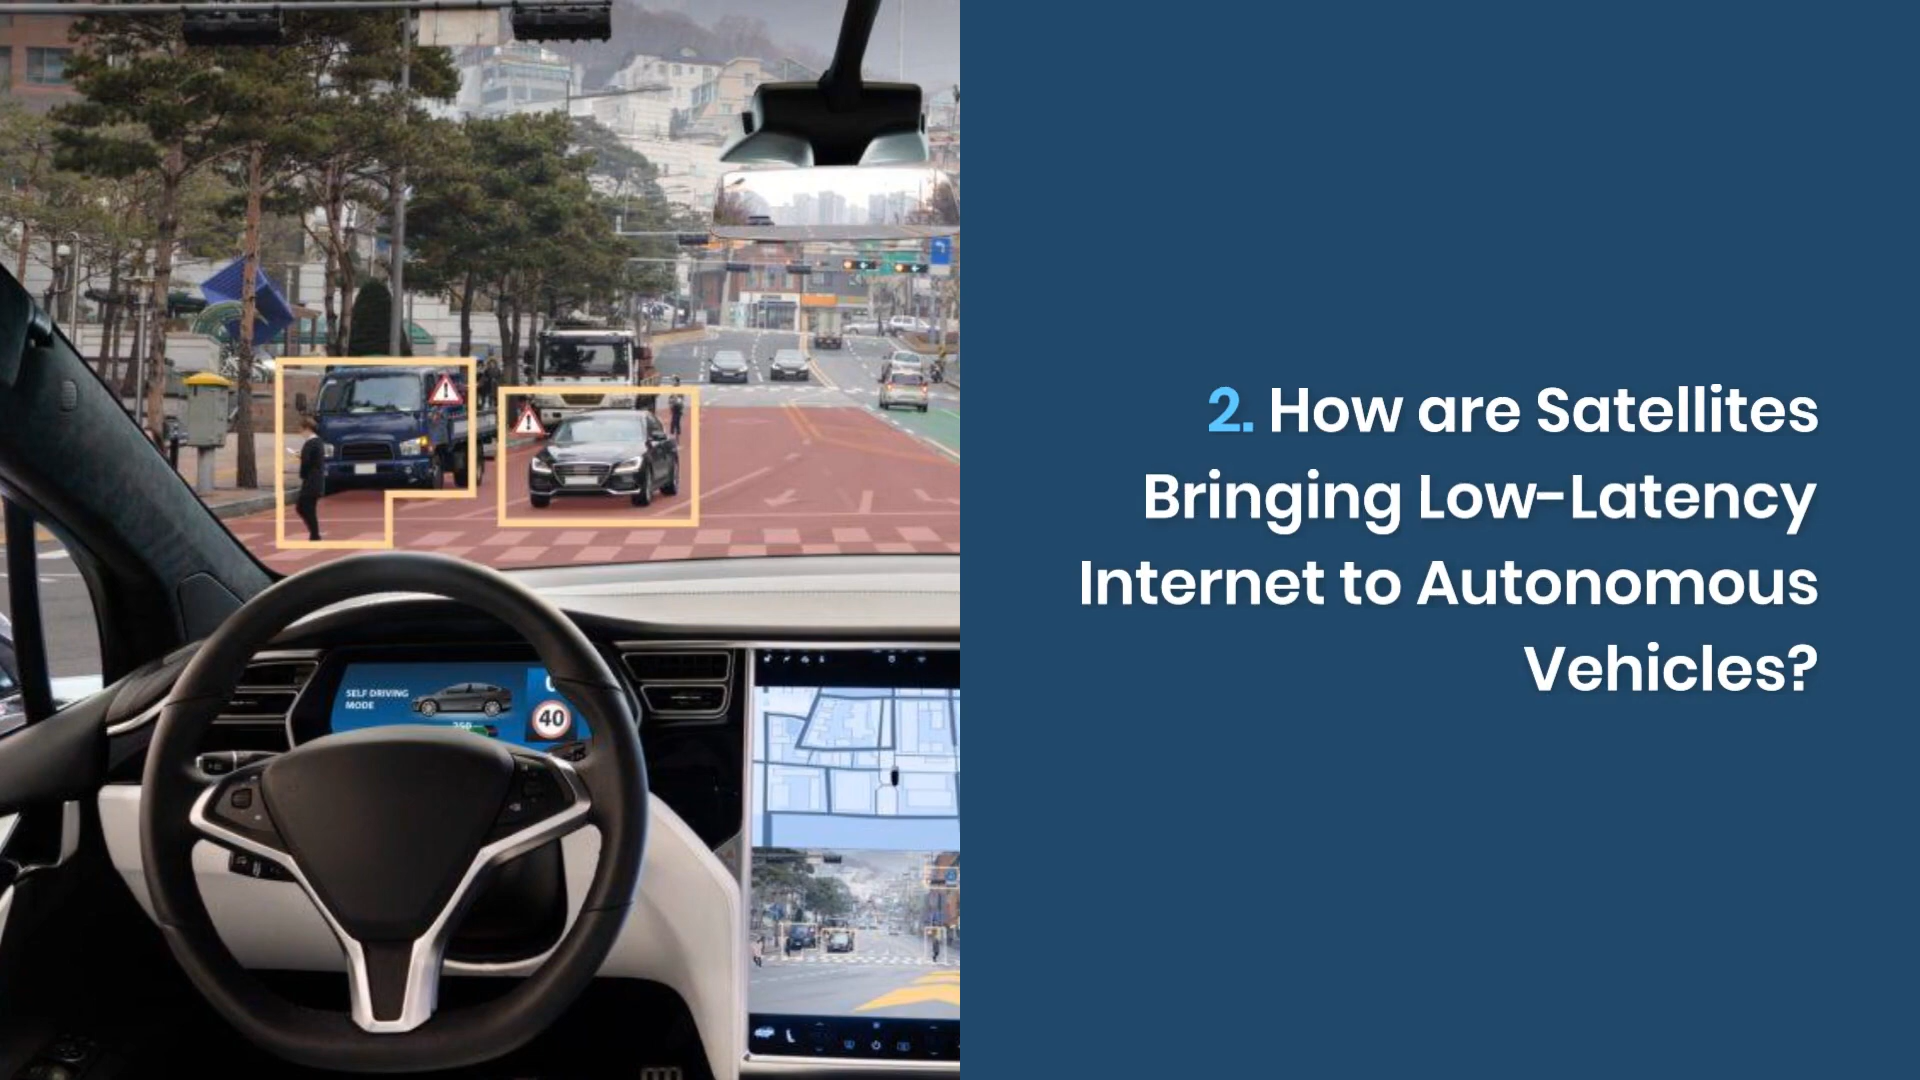 SELF DRIVING
MODE
40
2. How are Satellites
Bringing Low-Latency
Internet to Autonomous
Vehicles?